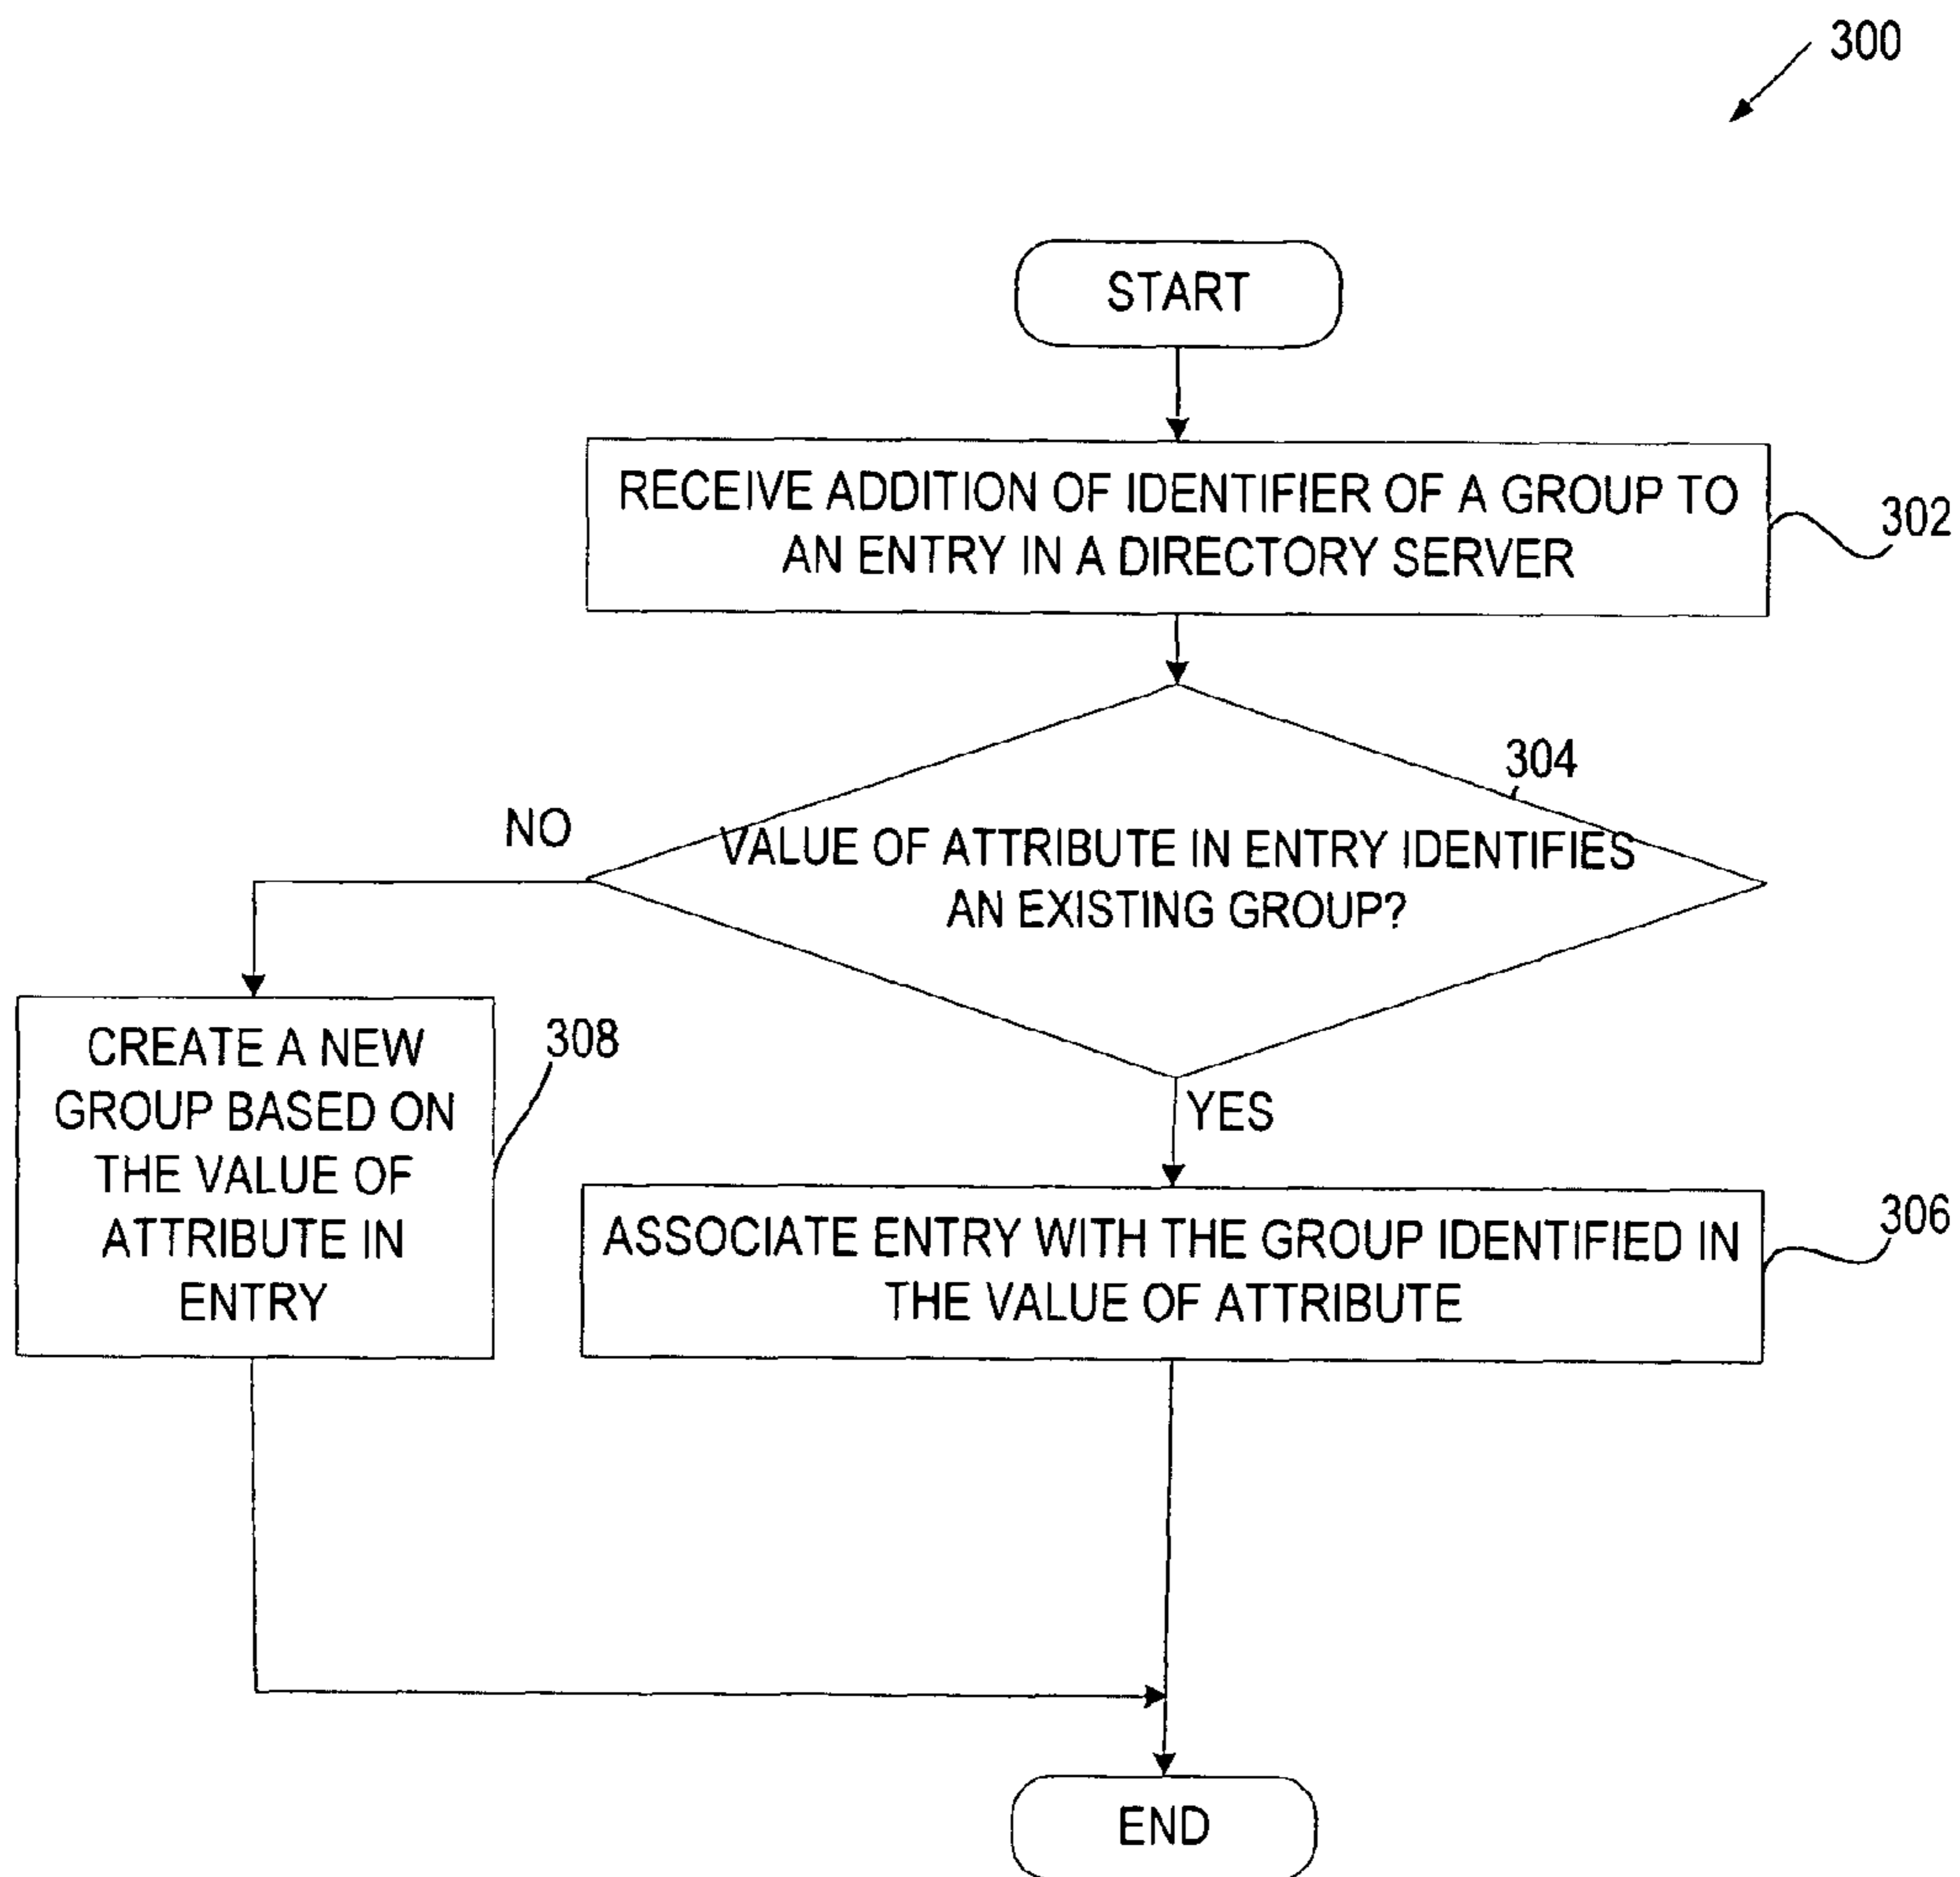 300
START
RECEIVE ADDITION OF IDENTIFIER OF A GROUP TO
AN ENTRY IN A DIRECTORY SERVER
302
304
VALUE OF ATTRIBUTE IN ENTRY IDENTIFIES
AN EXISTING GROUP?
NO
YES
CREATE A NEW
GROUP BASED ON
THE VALUE OF
ATTRIBUTE IN
ENTRY
308
ASSOCIATE ENTRY WITH THE GROUP IDENTIFIED IN
THE VALUE OF ATTRIBUTE
306
END